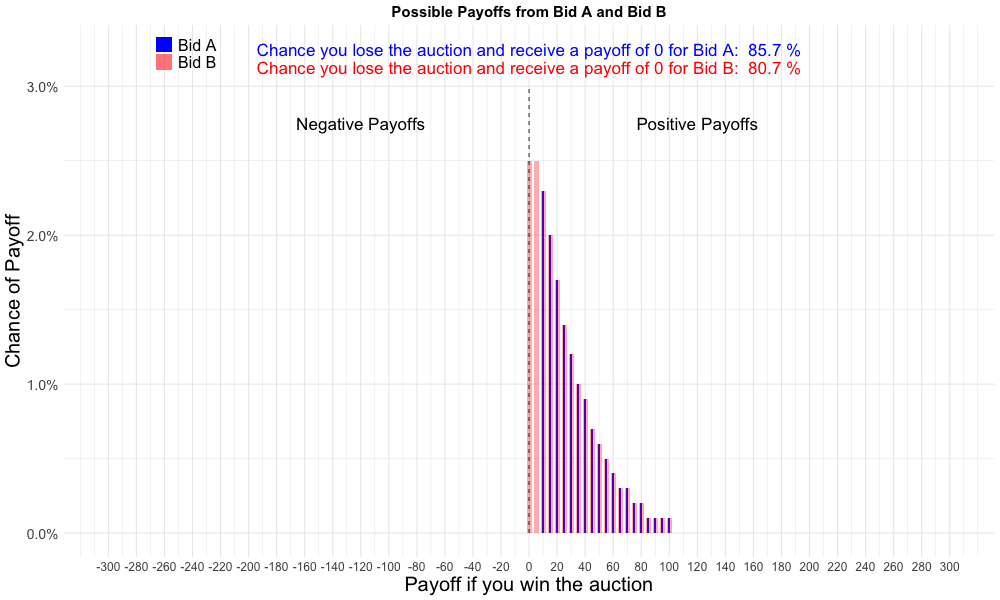 Possible Payoffs from Bid A and Bid B
Bid A
Bid B
Chance you lose the auction and receive a payoff of 0 for Bid A:  85.7 %
Chance you lose the auction and receive a payoff of 0 for Bid B:  80.7 %
Negative Payoffs
Positive Payoffs
Chance of Payoff
3.0%
2.0%
1.0%
0.0%
-300 -280 -260 -240 -220 -200 -180 -160 -140 -120 -100 -80 -60 -40 -20 0 20 40 60 80 100 120 140 160 180 200 220 240 260 280 300
Payoff if you win the auction